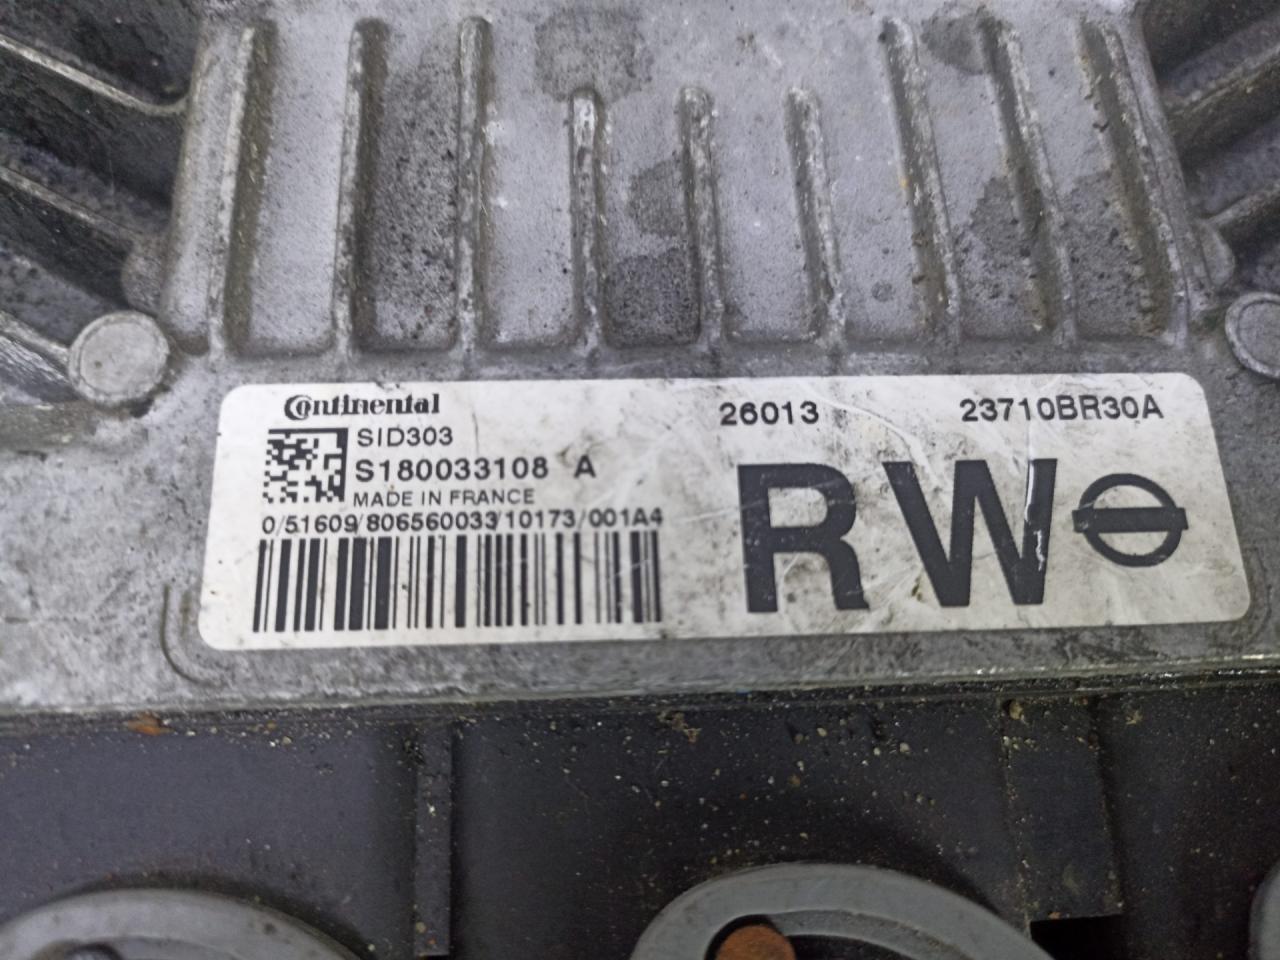 Continental
26013
23710BR30A
SID303
S180033108 A
MADE IN FRANCE
0/51609/806560033/10173/001A4
RW